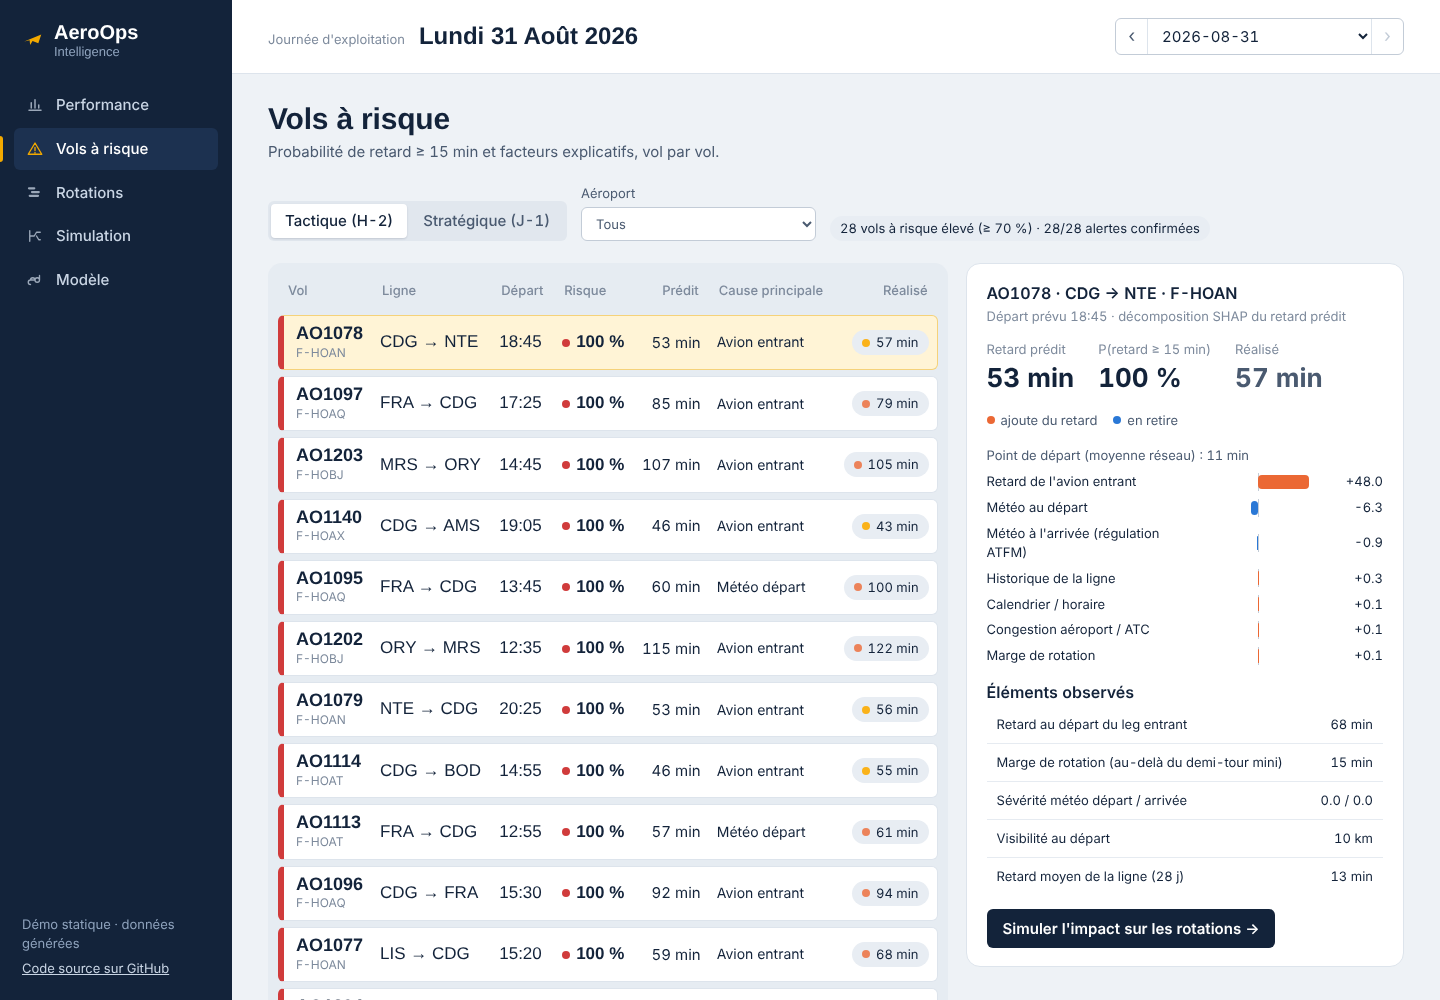 AeroOps
Intelligence
Performance
Vols à risque
Rotations
Simulation
Modèle
Démo statique · données
générées
Code source sur GitHub
Journée d'exploitation Lundi 31 Août 2026
‹ 2026-08-31 ›
Vols à risque
Probabilité de retard ≥ 15 min et facteurs explicatifs, vol par vol.
Aéroport
Tactique (H-2) Stratégique (J-1) Tous 28 vols à risque élevé (≥ 70 %) · 28/28 alertes confirmées
Vol Ligne Départ Risque Prédit Cause principale Réalisé
AO1078 CDG → NTE 18:45 100 % 53 min Avion entrant 57 min
F-HOAN
AO1097 FRA → CDG 17:25 100 % 85 min Avion entrant 79 min
F-HOAQ
AO1203 MRS → ORY 14:45 100 % 107 min Avion entrant 105 min
F-HOBJ
AO1140 CDG → AMS 19:05 100 % 46 min Avion entrant 43 min
F-HOAX
AO1095 FRA → CDG 13:45 100 % 60 min Météo départ 100 min
F-HOAQ
AO1202 ORY → MRS 12:35 100 % 115 min Avion entrant 122 min
F-HOBJ
AO1079 NTE → CDG 20:25 100 % 53 min Avion entrant 56 min
F-HOAN
AO1114 CDG → BOD 14:55 100 % 46 min Avion entrant 55 min
F-HOAT
AO1113 FRA → CDG 12:55 100 % 57 min Météo départ 61 min
F-HOAT
AO1096 CDG → FRA 15:30 100 % 92 min Avion entrant 94 min
F-HOAQ
AO1077 LIS → CDG 15:20 100 % 59 min Avion entrant 68 min
F-HOAN
AO1078 · CDG → NTE · F-HOAN
Départ prévu 18:45 · décomposition SHAP du retard prédit
Retard prédit P(retard ≥ 15 min) Réalisé
53 min 100 % 57 min
ajoute du retard en retire
Point de départ (moyenne réseau) : 11 min
Retard de l'avion entrant +48.0
Météo au départ -6.3
Météo à l'arrivée (régulation
ATFM) -0.9
Historique de la ligne +0.3
Calendrier / horaire +0.1
Congestion aéroport / ATC +0.1
Marge de rotation +0.1
Éléments observés
Retard au départ du leg entrant 68 min
Marge de rotation (au-delà du demi-tour mini) 15 min
Sévérité météo départ / arrivée 0.0 / 0.0
Visibilité au départ 10 km
Retard moyen de la ligne (28 j) 13 min
Simuler l'impact sur les rotations →